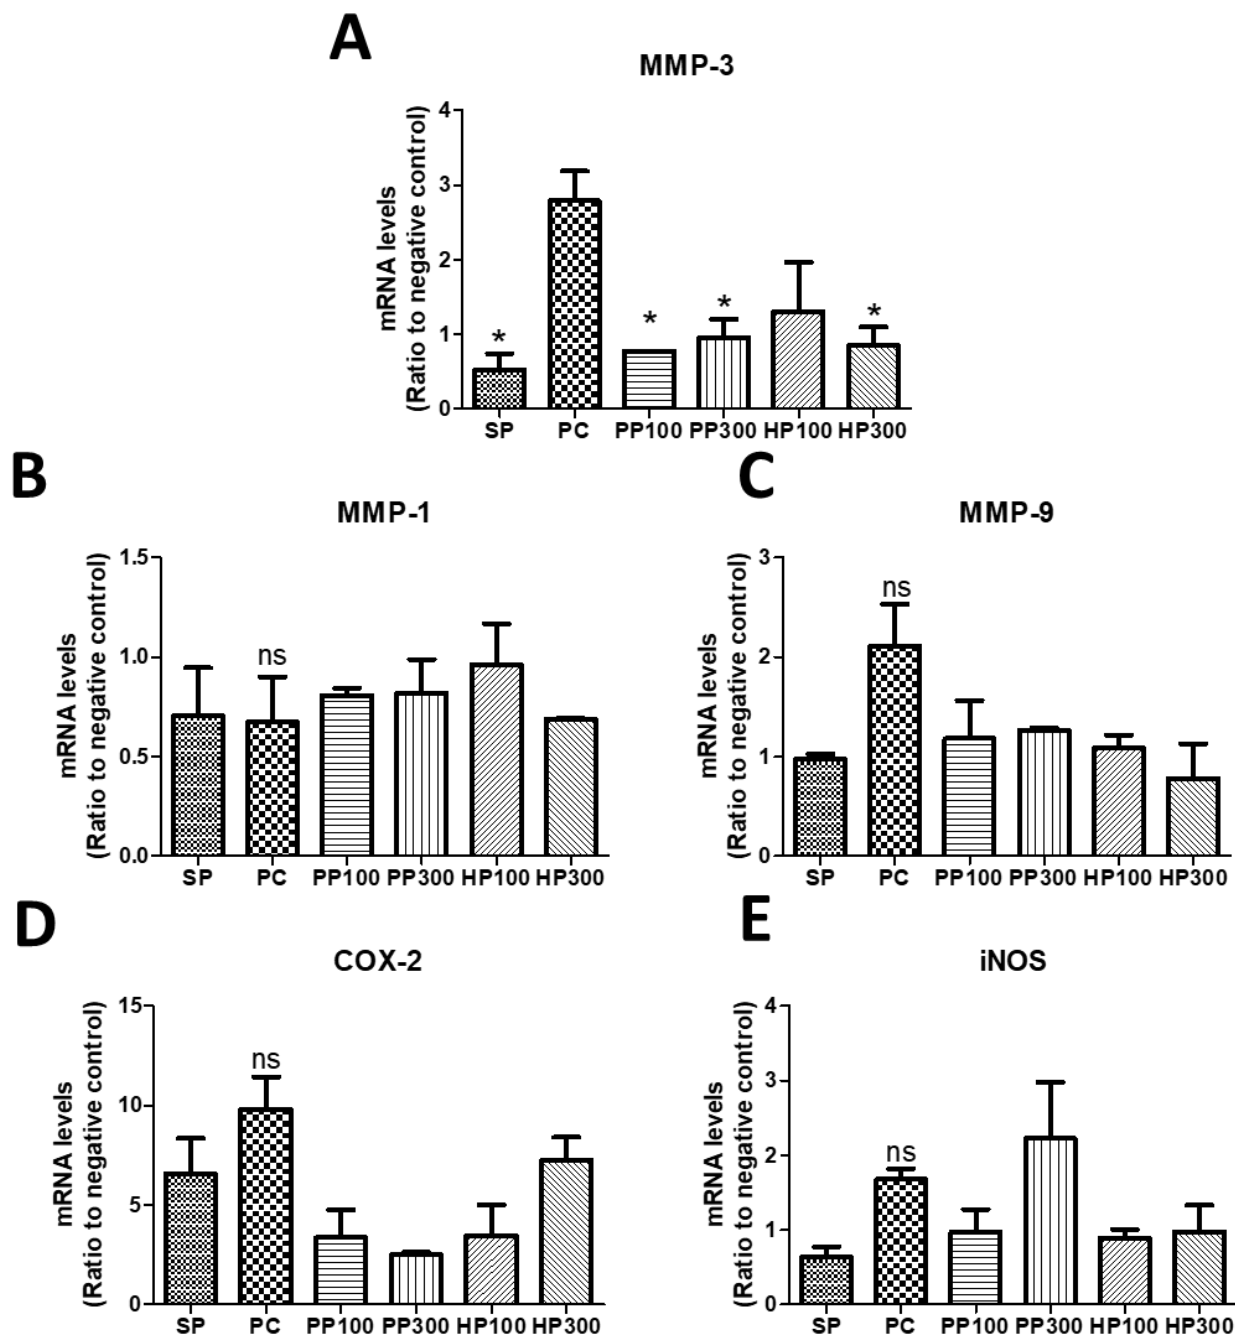 A
MMP-3
mRNA levels
(Ratio to negative control)
4
3
2
1
0
*
*
*
*
SP PC PP100 PP300 HP100 HP300
B
MMP-1
mRNA levels
(Ratio to negative control)
1.5
1.0
0.5
0.0
ns
SP PC PP100 PP300 HP100 HP300
C
MMP-9
mRNA levels
(Ratio to negative control)
3
2
1
0
ns
SP PC PP100 PP300 HP100 HP300
D
COX-2
mRNA levels
(Ratio to negative control)
15
10
5
0
ns
SP PC PP100 PP300 HP100 HP300
E
iNOS
mRNA levels
(Ratio to negative control)
4
3
2
1
0
ns
SP PC PP100 PP300 HP100 HP300